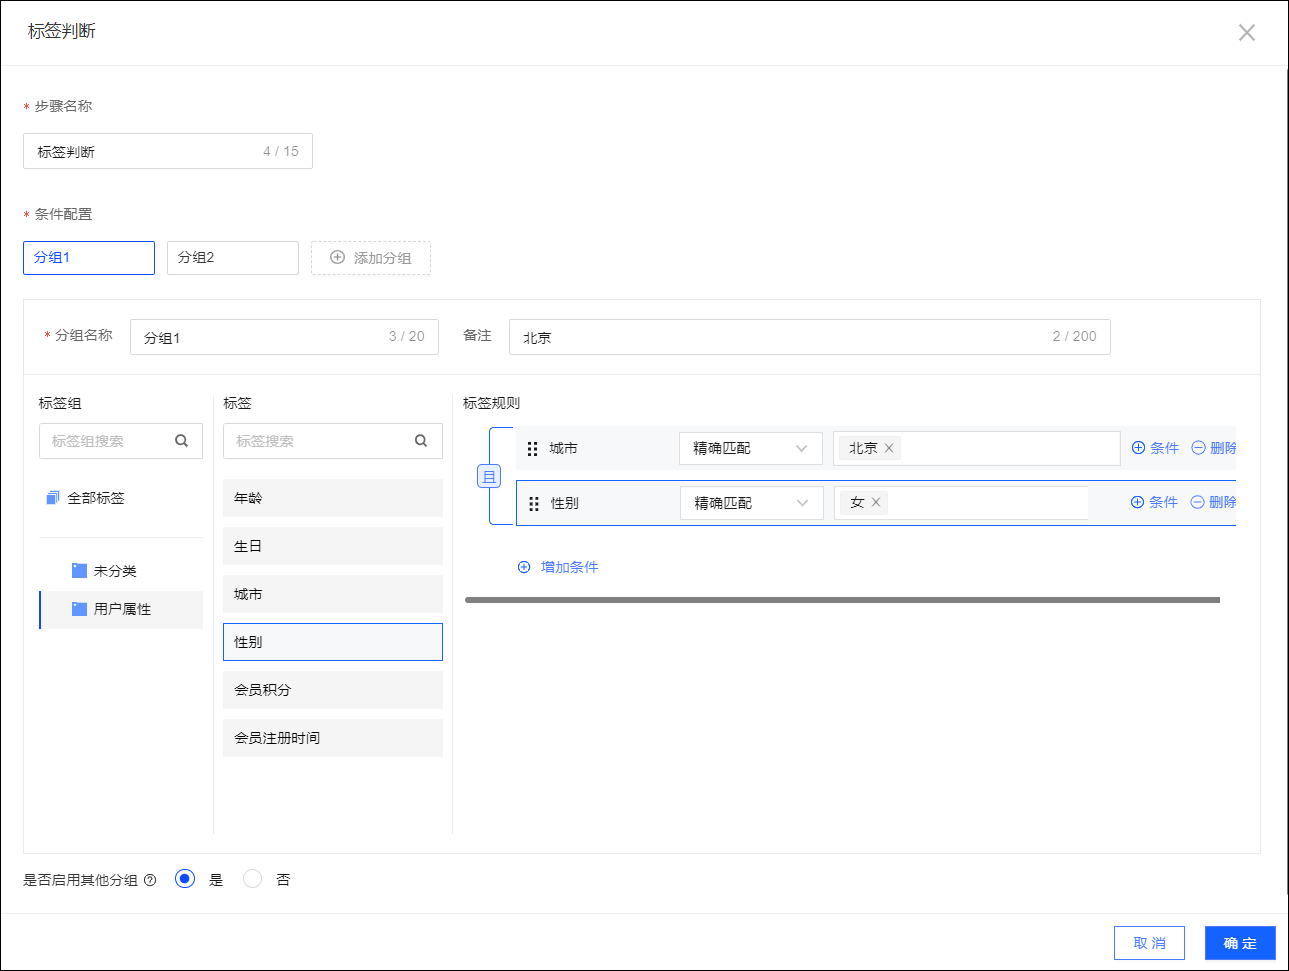 标签判断
* 步骤名称
标签判断 4 / 15
* 条件配置
分组1 分组2 添加分组
* 分组名称 分组1 3 / 20 备注 北京 2 / 200
标签组 标签 标签规则
标签组搜索 标签搜索
城市 精确匹配 北京 条件 删除
且
性别 精确匹配 女 条件 删除
增加条件
全部标签
未分类
用户属性
年龄
生日
城市
性别
会员积分
会员注册时间
是否启用其他分组 是 否
取消 确定